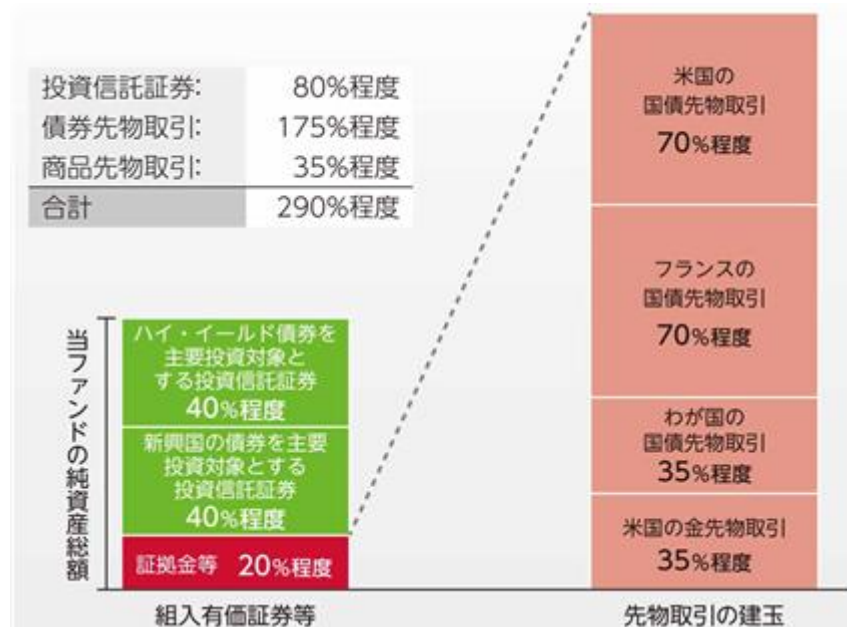 投資信託証券: 80%程度
債券先物取引: 175%程度
商品先物取引: 35%程度
合計 290%程度
当ファンドの純資産総額
ハイ・イールド債券を
主要投資対象と
する投資信託証券
40%程度
新興国の債券を主要
投資対象とする
投資信託証券
40%程度
証拠金等 20%程度
組入有価証券等
米国の
国債先物取引
70%程度
フランスの
国債先物取引
70%程度
わが国の
国債先物取引
35%程度
米国の金先物取引
35%程度
先物取引の建玉